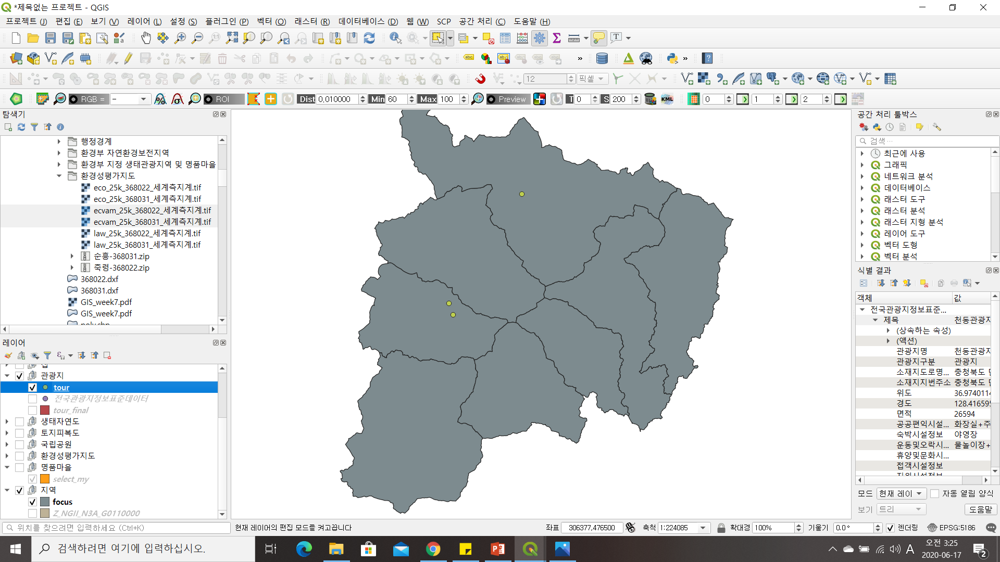 *제목없는 프로젝트 - QGIS
프로젝트 (J) 편집 (E) 보기 (V) 레이어 (L) 설정 (S) 플러그인 (P) 벡터 (O) 래스터 (R) 데이터베이스 (D) 웹 (W) SCP 공간 처리 (C) 도움말 (H)
12 픽셀
RGB = - ROI Dist 0,010000 Min 60 Max 100 Preview T 0 S 200 KML 0 1 2
탐색기
행정경계
환경부 자연환경보전지역
환경부 지정 생태관광지역 및 명품마을
환경성평가지도
eco_25k_368022_세계측지계.tif
eco_25k_368031_세계측지계.tif
ecvam_25k_368022_세계측지계.tif
ecvam_25k_368031_세계측지계.tif
law_25k_368022_세계측지계.tif
law_25k_368031_세계측지계.tif
순흥-368031.zip
죽령-368022.zip
368022.dxf
368031.dxf
GIS_week7.pdf
GIS_week7.pdf
레이어
관광지
tour
전국관광지정보표준데이터
tour_final
생태자연도
토지피복도
국립공원
환경성평가지도
명품마을
select_my
지역
focus
Z_NGII_N3A_G0110000
공간 처리 툴박스
검색…
최근에 사용
그래픽
네트워크 분석
데이터베이스
래스터 도구
래스터 분석
래스터 지형 분석
레이어 도구
벡터 도형
벡터 분석
식별 결과
객체 값
전국관광지정보표준...
제목 천동관광지
(상속하는 속성)
(액션)
관광지명 천동관광지
관광지구분 관광지
소재지도로명... 충청북도
소재지지번주소 충청북도
위도 36.9740114
경도 128.416595
면적 26594
공공편익시설... 화장실+주
숙박시설정보 야영장
운동및오락시... 물놀이장+
휴양및문화시...
접객시설정보
모드 현재 레이 자동 열림 양식
보기 트리 도움말
위치를 찾으려면 입력하세요 (Ctrl+K) 현재 레이어의 편집 모드를 켜고끕니다 좌표 306377,476500 축척 1:224085 확대경 100% 기울기 0.0 ° 렌더링 EPSG:5186
검색하려면 여기에 입력하십시오.
A 오전 3:25
2020-06-17
2